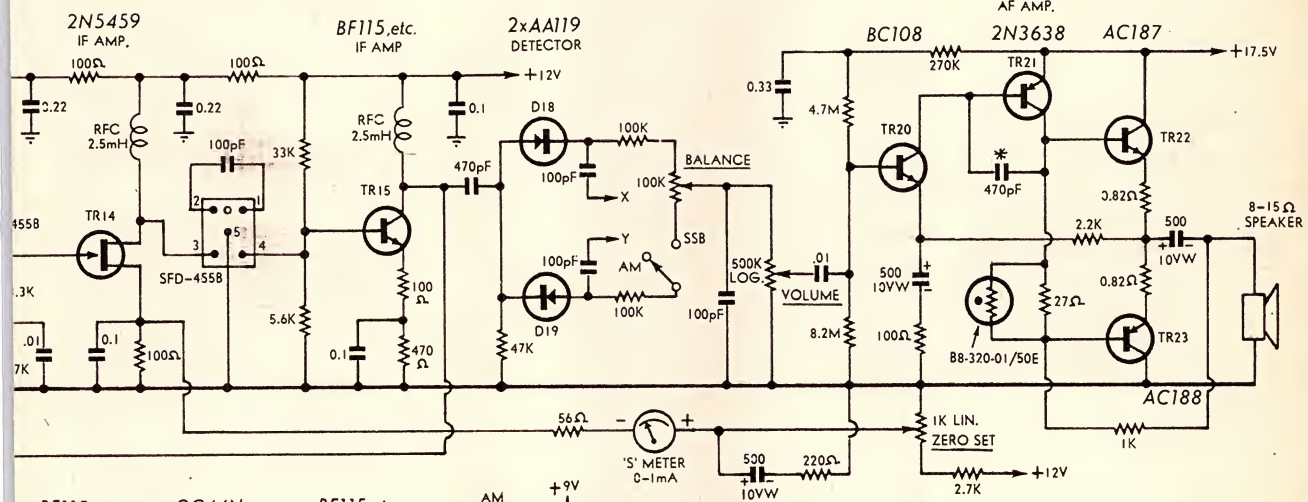 AF AMP.
2N5459
IF AMP.
BF115, etc.
IF AMP
2xAA119
DETECTOR
BC108
2N3638
AC187
100Ω
100Ω
+12V
270K
TR21
+17.5V
0.22
RFC
2.5mH
0.22
RFC
2.5mH
0.1
D18
100K
0.33
4.7M
TR20
TR22
100pF
33K
470pF
100pF
BALANCE
*
470pF
455B
TR14
2
1
5
3
4
SFD-455B
TR15
X
100K
0.82Ω
8-15Ω
SPEAKER
Y
SSB
100pF
AM
500K
LOG.
.01
VOLUME
500
10VW
2.2K
500
10VW
.3K
100
Ω
D19
100K
100pF
27Ω
0.82Ω
.01
7K
0.1
100Ω
5.6K
0.1
470
Ω
47K
8.2M
100Ω
B8-320-01/50E
TR23
AC188
56Ω
-
+
'S' METER
0-1mA
1K LIN.
ZERO SET
1K
500
10VW
220Ω
2.7K
+12V
AM
+9V